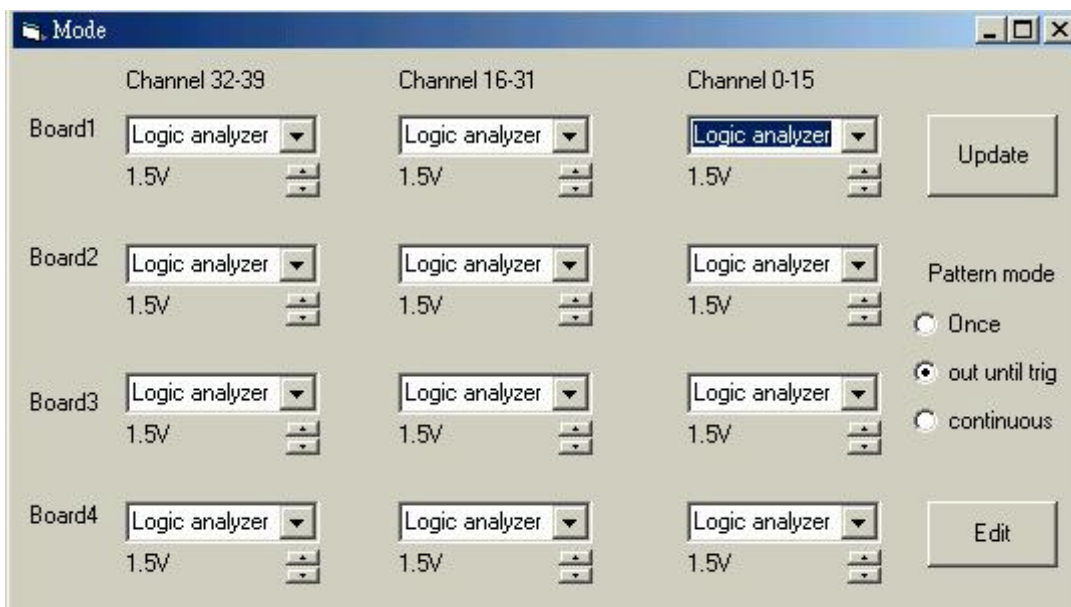 Mode
Channel 32-39 Channel 16-31 Channel 0-15
Board1 Logic analyzer Logic analyzer Logic analyzer
1.5V 1.5V 1.5V
Update
Board2 Logic analyzer Logic analyzer Logic analyzer
1.5V 1.5V 1.5V
Pattern mode
Once
out until trig
continuous
Board3 Logic analyzer Logic analyzer Logic analyzer
1.5V 1.5V 1.5V
Board4 Logic analyzer Logic analyzer Logic analyzer
1.5V 1.5V 1.5V
Edit